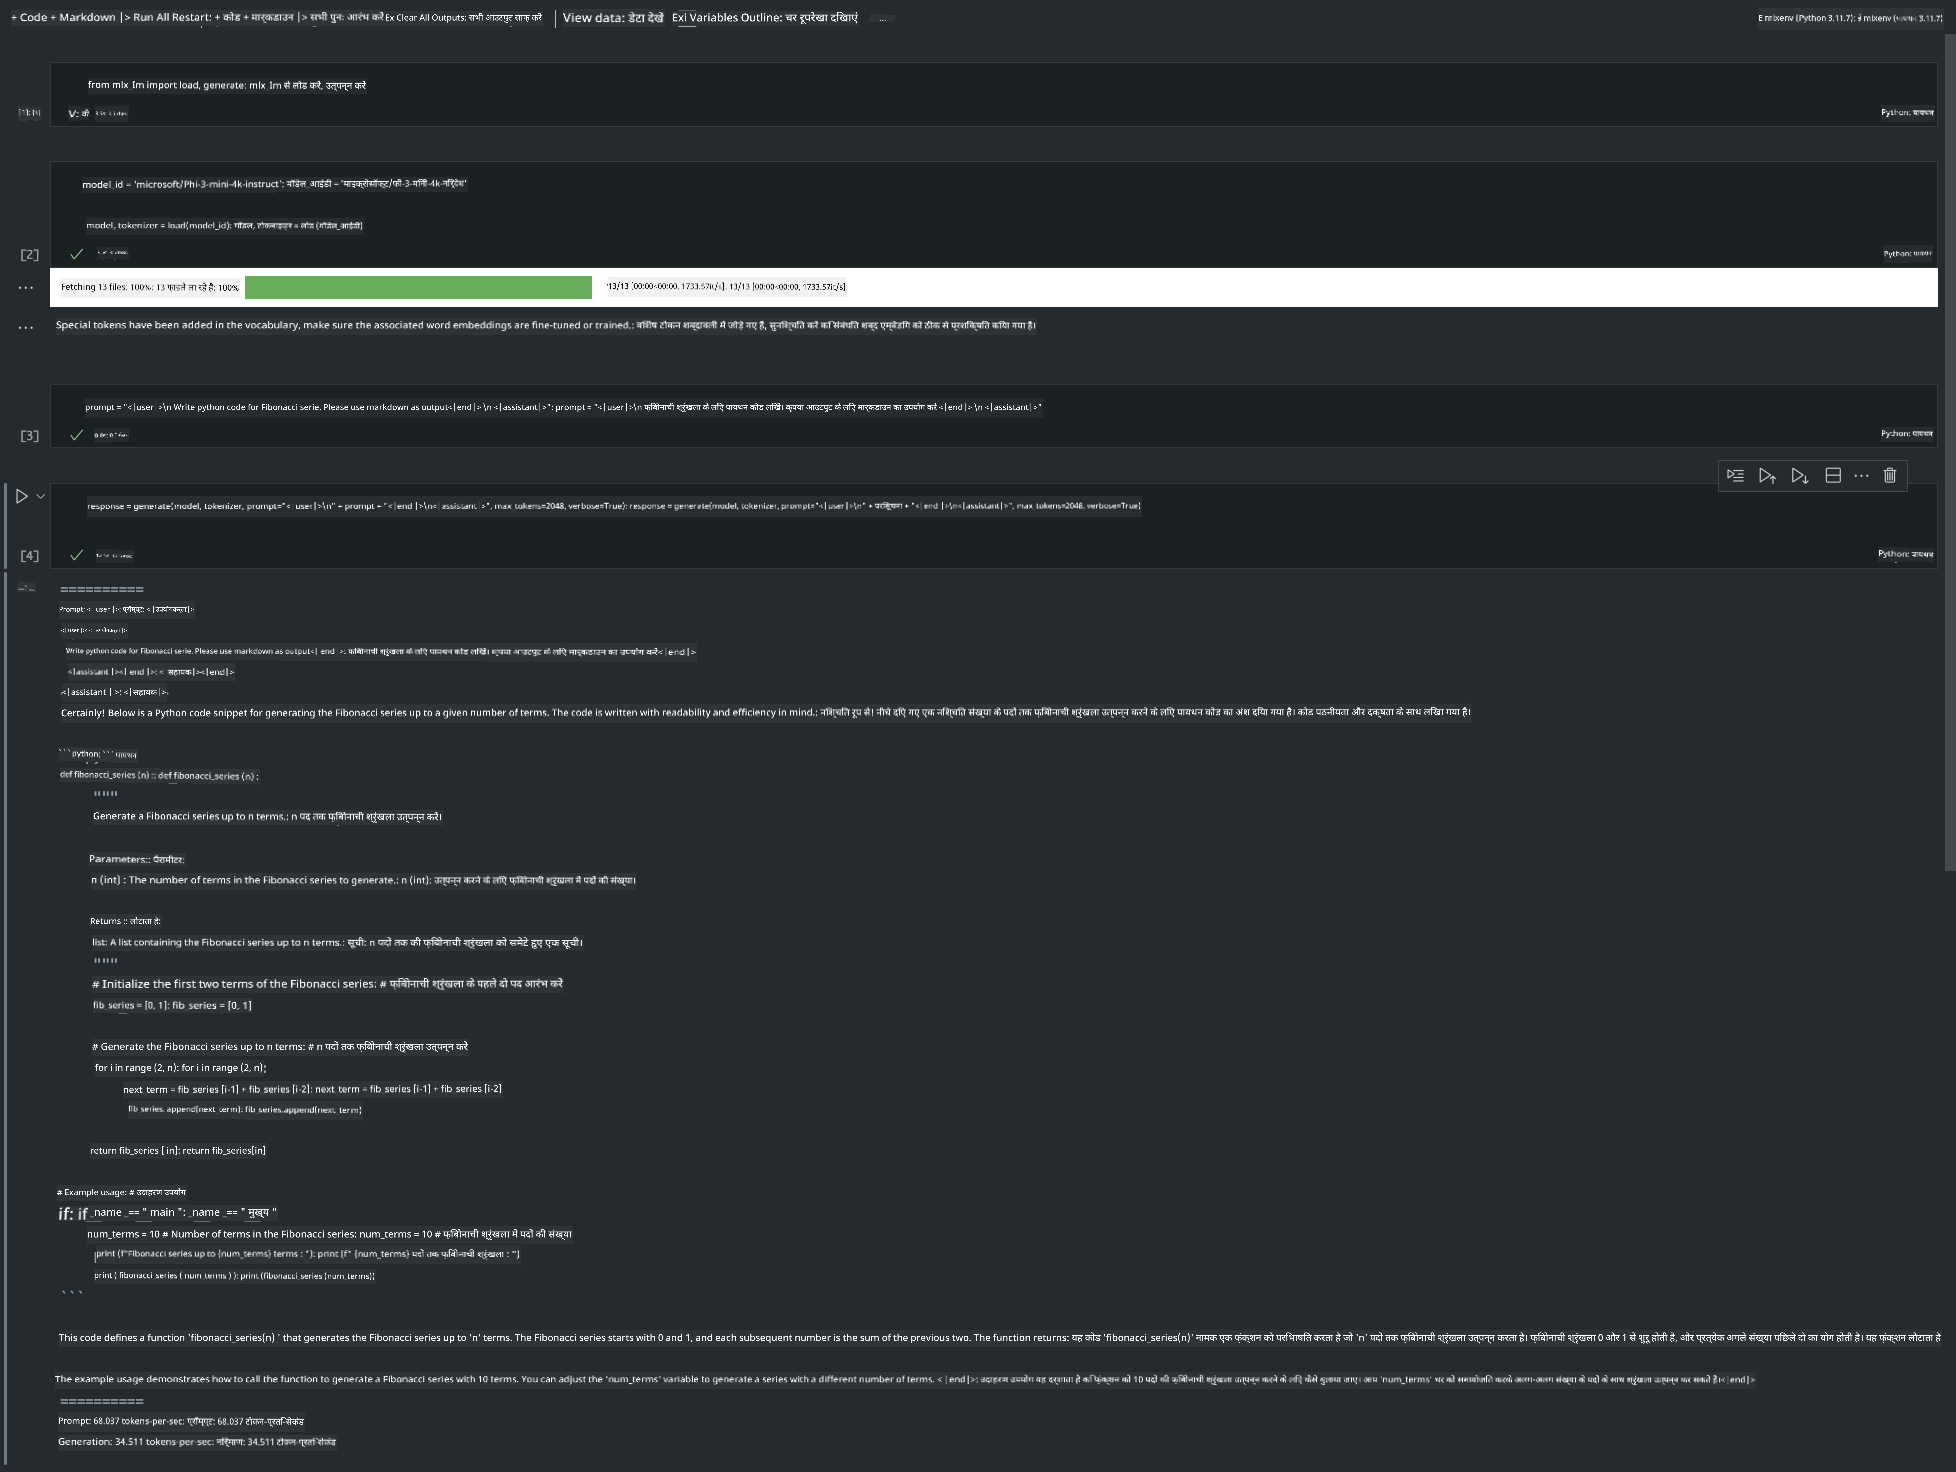 + Code + Markdown |> Run All Restart: + कोड + मार्कडाउन |> सभी पुनः आरंभ करें Ex Clear All Outputs: सभी आउटपुट साफ़ करें View data: डेटा देखें Exi Variables Outline: चर रूपरेखा दिखाएं ...
mlxenv (Python 3.11.7): mlxenv (पायथन 3.11.7)
from mlx_Im import load, generate: mlx_Im से लोड करें, उत्पन्न करें
V: वी
Python: पायथन
model_id = 'microsoft/Phi-3-mini-4k-instruct': मॉडल_आईडी = 'माइक्रोसॉफ्ट/फी-3-मिनी-4k-निर्देश'
model, tokenizer = load(model_id): मॉडल, टोकनाइज़र = लोड (मॉडल_आईडी)
[2]
Python: पायथन
Fetching 13 files: 100%: 13 फाइलें ला रहे हैं: 100% '13/13 [00:00<00:00, 1733.57it/s]. 13/13 [00:00<00:00, 1733.57it/s]
Special tokens have been added in the vocabulary, make sure the associated word embeddings are fine-tuned or trained.: विशेष टोकन शब्दावली में जोड़े गए हैं, सुनिश्चित करें कि संबंधित शब्द एम्बेडिंग को ठीक से प्रशिक्षित किया गया है।
prompt = "<|user |>\n Write python code for Fibonacci serie. Please use markdown as output<|end|> \n <|assistant|>": prompt = "<|user|>\n फिबोनाची श्रृंखला के लिए पायथन कोड लिखें। कृपया आउटपुट के लिए मार्कडाउन का उपयोग करें <|end|> \n <|assistant|>"
[3]
Python: पायथन
response = generate(model, tokenizer, prompt="<|user|>\n" + prompt + "<|end |>\n<|assistant|>", max_tokens=2048, verbose=True): response = generate(model, tokenizer, prompt="<|user|>\n" + परिसूचना + "<|end |>\n<|assistant|>", max_tokens=2048, verbose=True)
[4]
Python: पायथन
==========
Prompt: <_user |>: प्रॉम्प्ट: <|उपयोगकर्ता|>
Write python code for Fibonacci serie. Please use markdown as output<| end_>: फिबोनाची श्रृंखला के लिए पायथन कोड लिखें। कृपया आउटपुट के लिए मार्कडाउन का उपयोग करें<|end|>
<|assistant |><| end |>: <_सहायक|><|end|>
<|assistant | >: <|सहायक|>
Certainly! Below is a Python code snippet for generating the Fibonacci series up to a given number of terms. The code is written with readability and efficiency in mind.: निश्चित रूप से! नीचे दिए गए एक निश्चित संख्या के पदों तक फिबोनाची श्रृंखला उत्पन्न करने के लिए पायथन कोड का अंश दिया गया है। कोड पठनीयता और दक्षता के साथ लिखा गया है।
```python: ```पायथन
def fibonacci_series (n) :: def fibonacci_series (n) :
"""
Generate a Fibonacci series up to n terms.: n पद तक फिबोनाची श्रृंखला उत्पन्न करें।
Parameters:: पैरामीटर:
n (int) : The number of terms in the Fibonacci series to generate.: n (int): उत्पन्न करने के लिए फिबोनाची श्रृंखला में पदों की संख्या।
Returns :: लौटाता है:
list: A list containing the Fibonacci series up to n terms.: सूची: n पदों तक की फिबोनाची श्रृंखला को समेटे हुए एक सूची।
"""
# Initialize the first two terms of the Fibonacci series: # फिबोनाची श्रृंखला के पहले दो पद आरंभ करें
fib_series = [0, 1]: fib_series = [0, 1]
# Generate the Fibonacci series up to n terms: # n पदों तक फिबोनाची श्रृंखला उत्पन्न करें
for i in range (2, n): for i in range (2, n);
next_term = fib_series [i-1] + fib_series [i-2]: next_term = fib_series [i-1] + fib_series [i-2]
fib_series. append(next_term): fib_series.append(next_term)
return fib_series [ in]: return fib_series[in]
# Example usage: # उदाहरण उपयोग
if: if _name _== " main ": _name _== " मुख्य "
num_terms = 10 # Number of terms in the Fibonacci series: num_terms = 10 # फिबोनाची श्रृंखला में पदों की संख्या
print (f"Fibonacci series up to {num_terms} terms : "): print (f" {num_terms} पदों तक फिबोनाची श्रृंखला : ")
print ( fibonacci_series ( num_terms ) ): print (fibonacci_series (num_terms))
```
This code defines a function `fibonacci_series(n) ` that generates the Fibonacci series up to 'n' terms. The Fibonacci series starts with 0 and 1, and each subsequent number is the sum of the previous two. The function returns: यह कोड 'fibonacci_series(n)' नामक एक फ़ंक्शन को परिभाषित करता है जो 'n' पदों तक फिबोनाची श्रृंखला उत्पन्न करता है। फिबोनाची श्रृंखला 0 और 1 से शुरू होती है, और प्रत्येक अगले संख्या पिछले दो का योग होती है। यह फ़ंक्शन लौटाता है
The example usage demonstrates how to call the function to generate a Fibonacci series with 10 terms. You can adjust the 'num_terms' variable to generate a series with a different number of terms. < |end|>: उदाहरण उपयोग यह दर्शाता है कि फ़ंक्शन को 10 पदों की फिबोनाची श्रृंखला उत्पन्न करने के लिए कैसे बुलाया जाए। आप 'num_terms' चर को समायोजित करके अलग-अलग संख्या के पदों के साथ श्रृंखला उत्पन्न कर सकते हैं।<|end|>
==========
Prompt: 68.037 tokens-per-sec: प्रॉम्प्ट: 68.037 टोकन-प्रति-सेकंड
Generation: 34.511 tokens-per-sec: निर्माण: 34.511 टोकन-प्रति-सेकंड